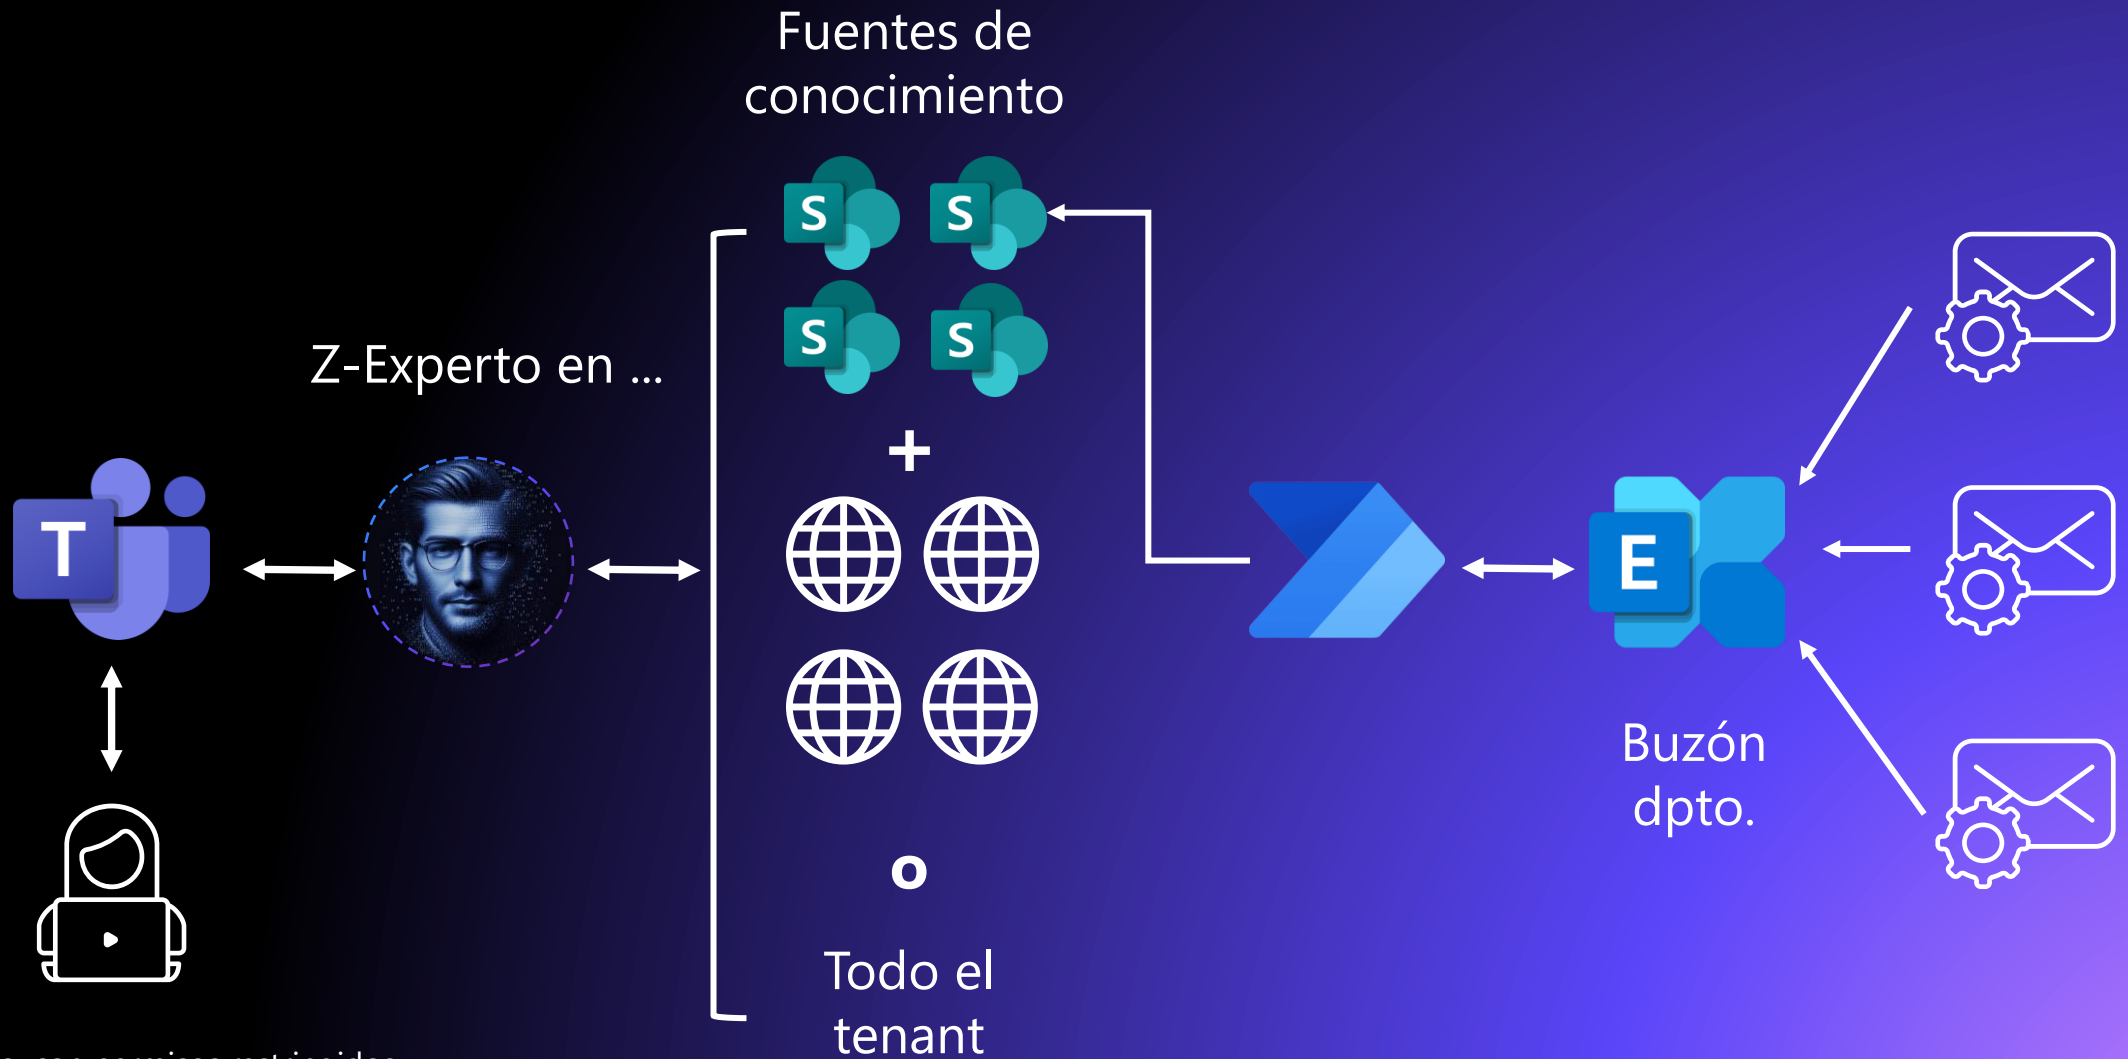 Fuentes de
conocimiento
S
S
S
S
Z-Experto en ...
+
T
E
Buzón
dpto.
o
Todo el
tenant